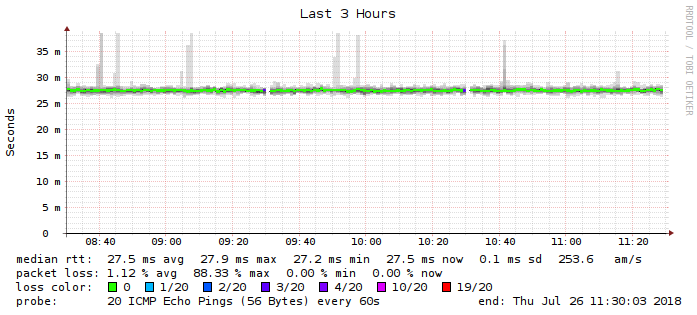 Last 3 Hours
RRDTOOL / TOBI OETIKER
Seconds
35 m
30 m
25 m
20 m
15 m
10 m
5 m
0
08:40 09:00 09:20 09:40 10:00 10:20 10:40 11:00 11:20
median rtt: 27.5 ms avg 27.9 ms max 27.2 ms min 27.5 ms now 0.1 ms sd 253.6 am/s
packet loss: 1.12 % avg 88.33 % max 0.00 % min 0.00 % now
loss color: 0 1/20 2/20 3/20 4/20 10/20 19/20
probe: 20 ICMP Echo Pings (56 Bytes) every 60s end: Thu Jul 26 11:30:03 2018